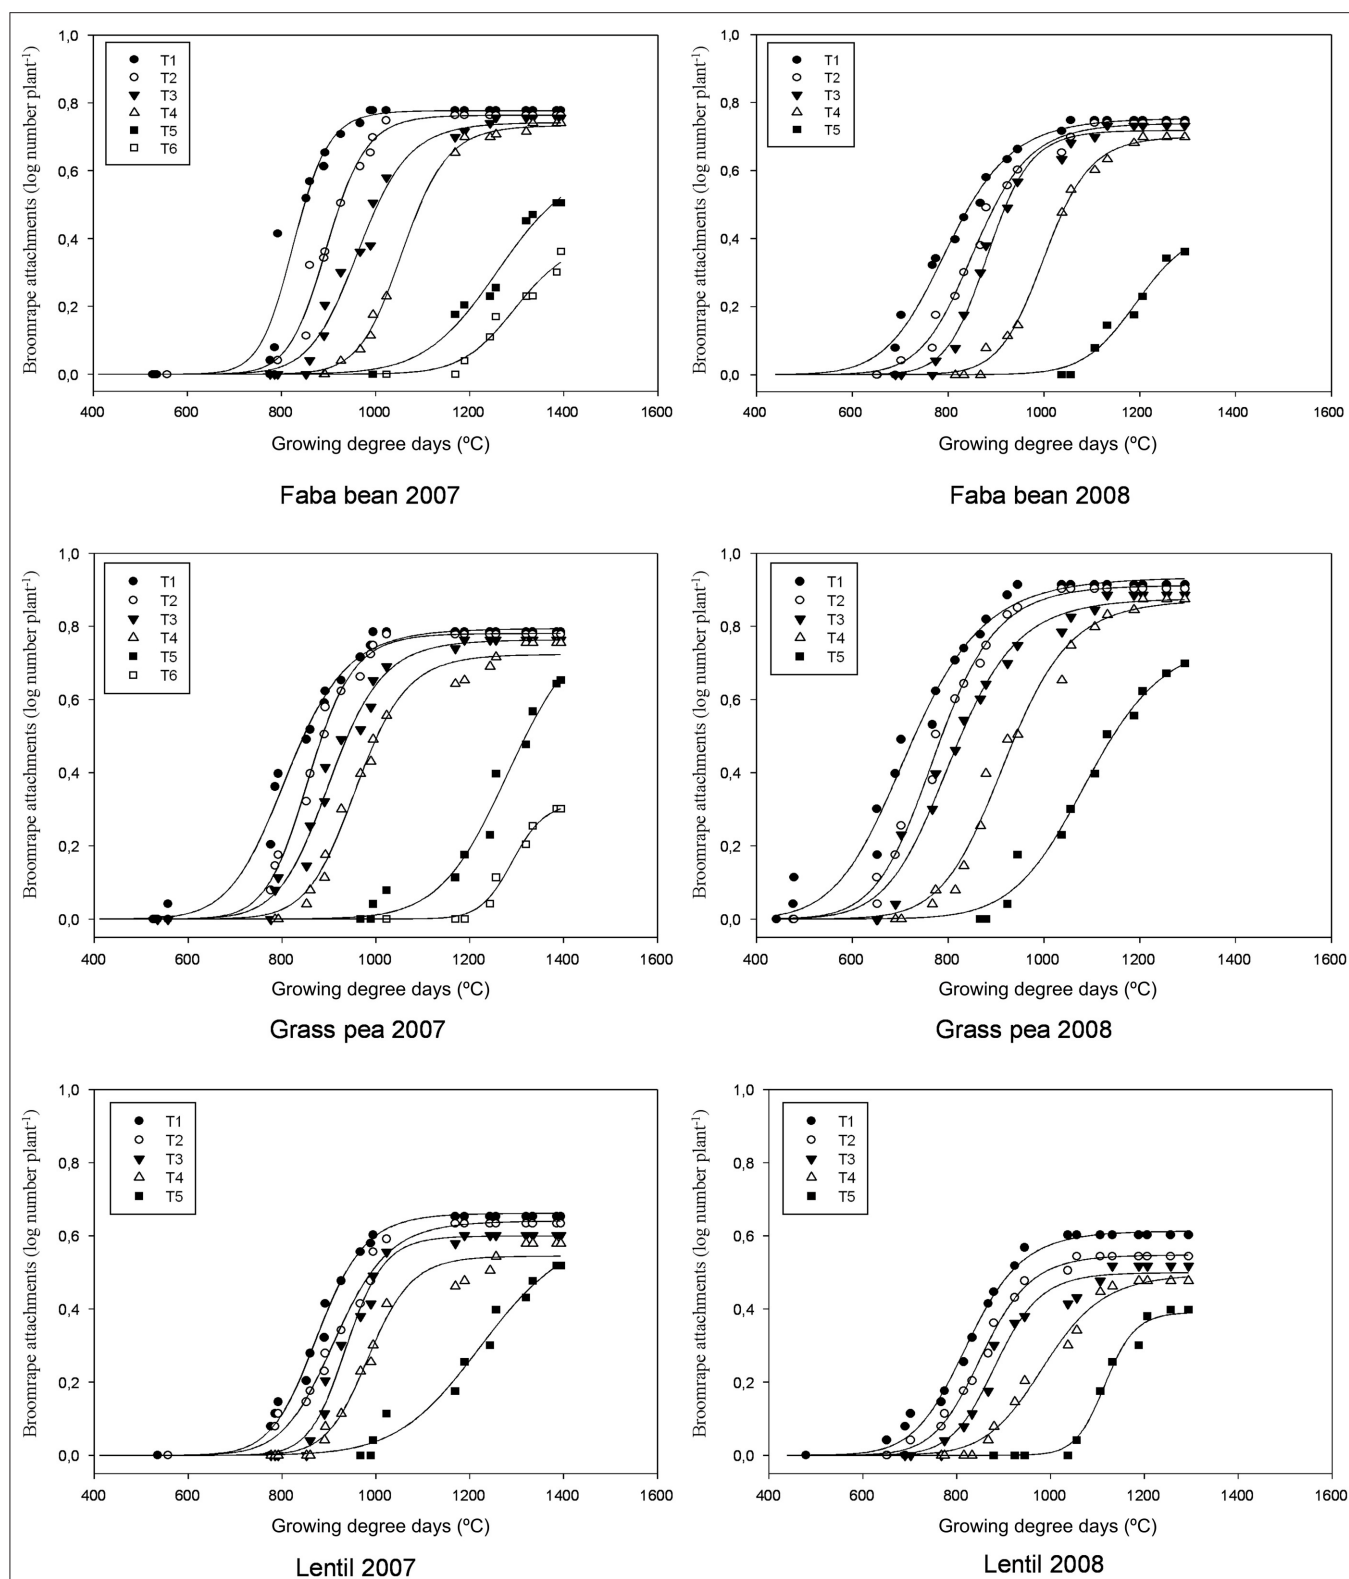 Broomrape attachments (log number plant-1)
1,0
0,8
0,6
0,4
0,2
0,0
T1
T2
T3
T4
T5
T6
400 600 800 1000 1200 1400 1600
Growing degree days (ºC)
Faba bean 2007
Broomrape attachments (log number plant-1)
1,0
0,8
0,6
0,4
0,2
0,0
T1
T2
T3
T4
T5
400 600 800 1000 1200 1400 1600
Growing degree days (ºC)
Faba bean 2008
Broomrape attachments (log number plant-1)
1,0
0,8
0,6
0,4
0,2
0,0
T1
T2
T3
T4
T5
T6
400 600 800 1000 1200 1400 1600
Growing degree days (ºC)
Grass pea 2007
Broomrape attachments (log number plant-1)
1,0
0,8
0,6
0,4
0,2
0,0
T1
T2
T3
T4
T5
400 600 800 1000 1200 1400 1600
Growing degree days (ºC)
Grass pea 2008
Broomrape attachments (log number plant-1)
1,0
0,8
0,6
0,4
0,2
0,0
T1
T2
T3
T4
T5
400 600 800 1000 1200 1400 1600
Growing degree days (ºC)
Lentil 2007
Broomrape attachments (log number plant-1)
1,0
0,8
0,6
0,4
0,2
0,0
T1
T2
T3
T4
T5
400 600 800 1000 1200 1400 1600
Growing degree days (ºC)
Lentil 2008